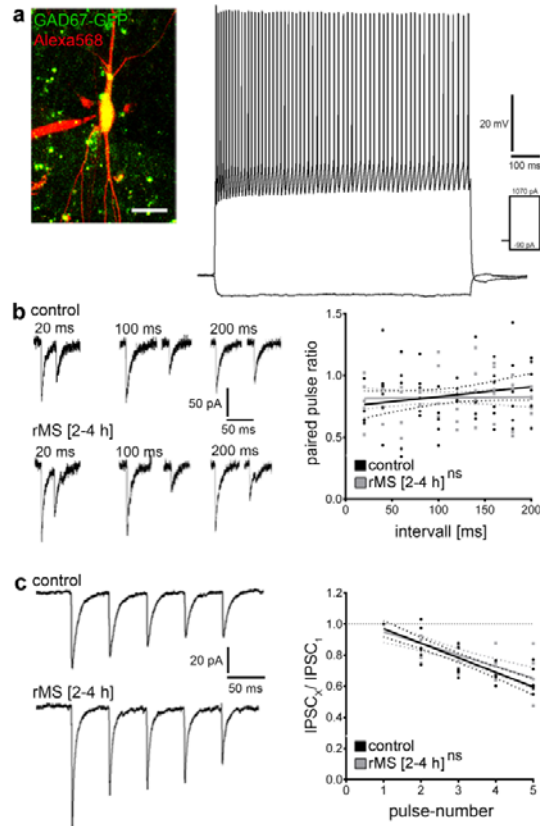 a
GAD67-GFP
Alexa568
20 mV
100 ms
1070 pA
-90 pA
b
control
20 ms
100 ms
200 ms
50 pA
50 ms
rMS [2-4 h]
20 ms
100 ms
200 ms
paired pulse ratio
1.5
1.0
0.5
0.0
0
50
100
150
200
intervall [ms]
control
rMS [2-4 h] ns
c
control
20 pA
50 ms
rMS [2-4 h]
IPSCX/ IPSC1
1.2
1.0
0.8
0.6
0.4
0.2
0.0
0
1
2
3
4
5
pulse-number
control
rMS [2-4 h] ns